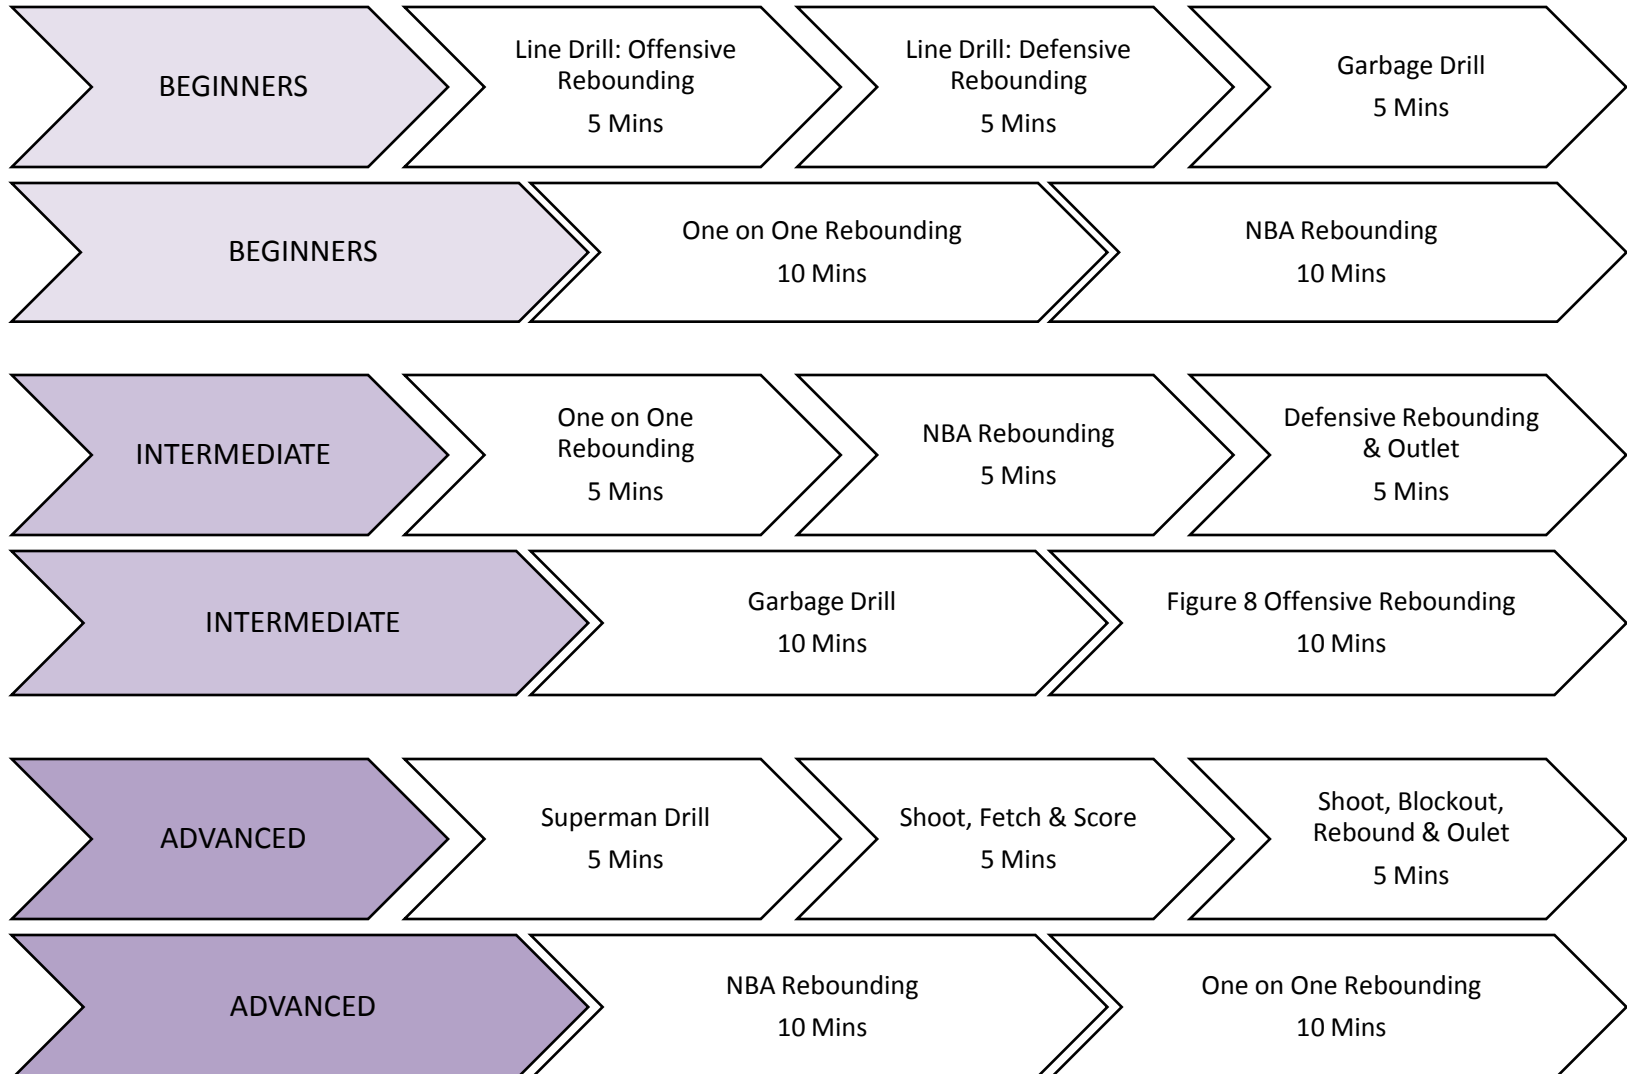 BEGINNERS
Line Drill: Offensive
Rebounding
5 Mins
Line Drill: Defensive
Rebounding
5 Mins
Garbage Drill
5 Mins
BEGINNERS
One on One Rebounding
10 Mins
NBA Rebounding
10 Mins
INTERMEDIATE
One on One
Rebounding
5 Mins
NBA Rebounding
5 Mins
Defensive Rebounding
& Outlet
5 Mins
INTERMEDIATE
Garbage Drill
10 Mins
Figure 8 Offensive Rebounding
10 Mins
ADVANCED
Superman Drill
5 Mins
Shoot, Fetch & Score
5 Mins
Shoot, Blockout,
Rebound & Oulet
5 Mins
ADVANCED
NBA Rebounding
10 Mins
One on One Rebounding
10 Mins